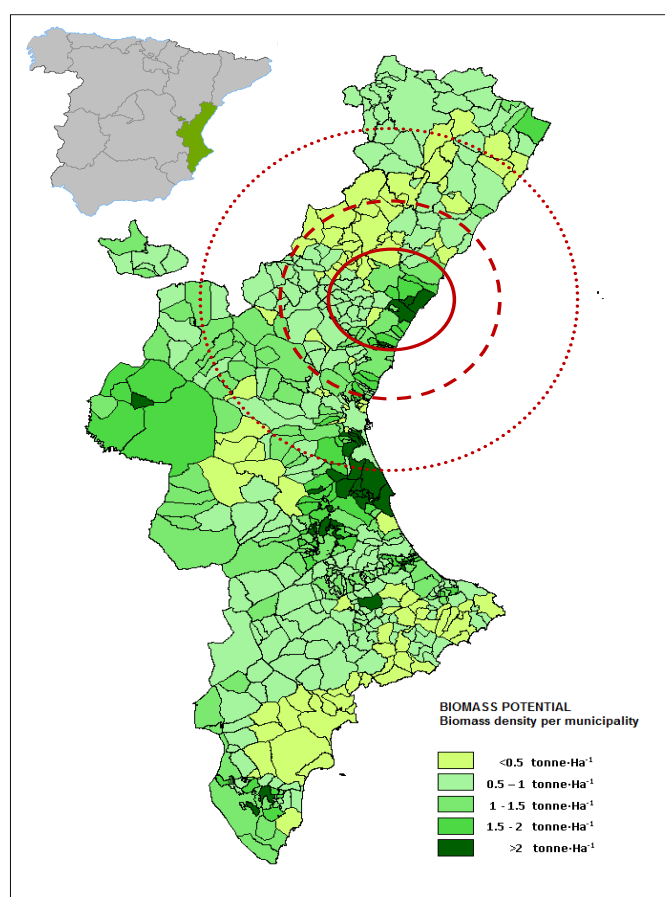 BIOMASS POTENTIAL
Biomass density per municipality
<0.5 tonne·Ha⁻¹
0.5 – 1 tonne·Ha⁻¹
1 - 1.5 tonne·Ha⁻¹
1.5 - 2 tonne·Ha⁻¹
>2 tonne·Ha⁻¹